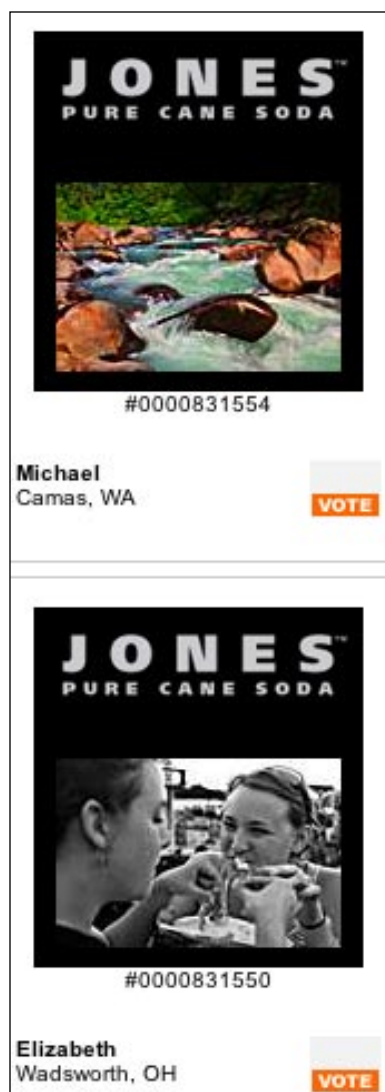 JONES™
PURE CANE SODA
#0000831554
Michael
Camas, WA
VOTE
JONES™
PURE CANE SODA
#0000831550
Elizabeth
Wadsworth, OH
VOTE